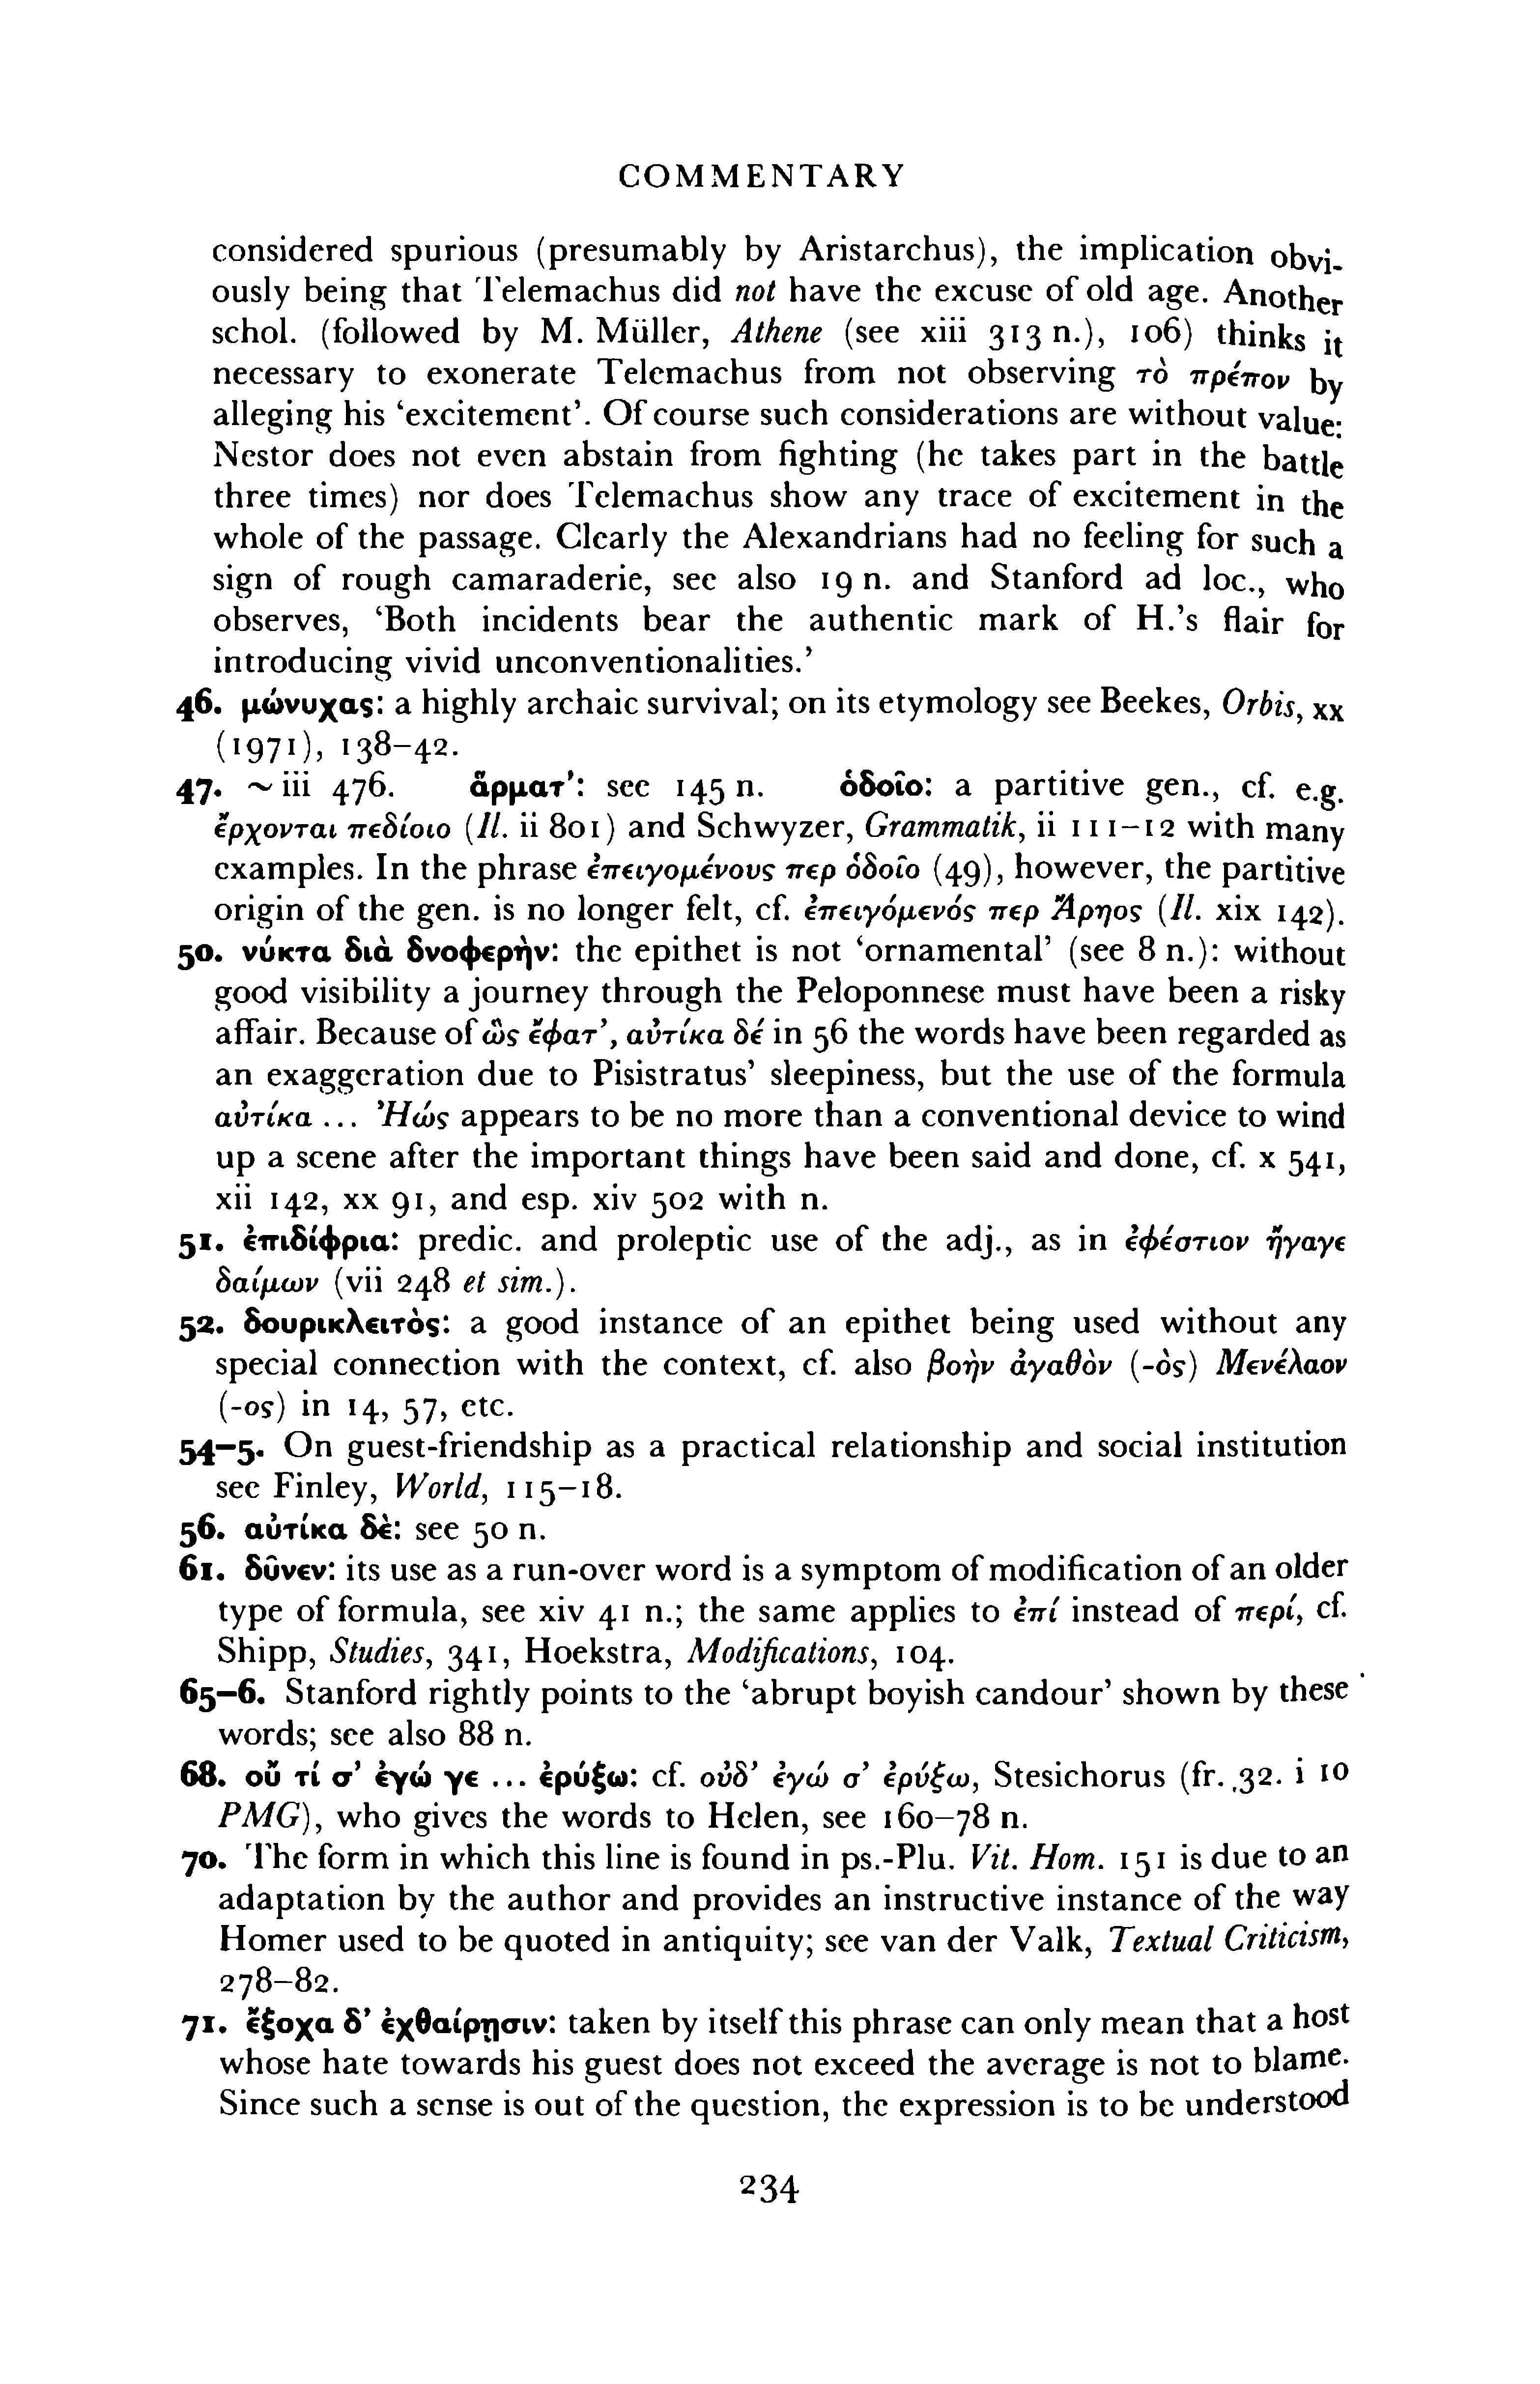 COMMENTARY
considered spurious (presumably by Aristarchus), the implication obvi-
ously being that Telemachus did not have the excuse of old age. Another
schol. (followed by M. Müller, Athene (see xiii 313 n.), 106) thinks it
necessary to exonerate Telemachus from not observing τὸ πρέπον by
alleging his ‘excitement’. Of course such considerations are without value:
Nestor does not even abstain from fighting (he takes part in the battle
three times) nor does Telemachus show any trace of excitement in the
whole of the passage. Clearly the Alexandrians had no feeling for such a
sign of rough camaraderie, see also 19 n. and Stanford ad loc., who
observes, ‘Both incidents bear the authentic mark of H.’s flair for
introducing vivid unconventionalities.’
46. μώνυχας: a highly archaic survival; on its etymology see Beekes, Orbis, xx
(1971), 138–42.
47. ~ iii 476. ἅρματ’: see 145 n. ὁδοῖο: a partitive gen., cf. e.g.
ἔρχονται πεδίοιο (Il. ii 801) and Schwyzer, Grammatik, ii 111–12 with many
examples. In the phrase ἐπειγομένους περ ὁδοῖο (49), however, the partitive
origin of the gen. is no longer felt, cf. ἐπειγόμενός περ Ἄρηος (Il. xix 142).
50. νύκτα διὰ δνοφερὴν: the epithet is not ‘ornamental’ (see 8 n.): without
good visibility a journey through the Peloponnese must have been a risky
affair. Because of ὣς ἔφατ’, αὐτίκα δέ in 56 the words have been regarded as
an exaggeration due to Pisistratus’ sleepiness, but the use of the formula
αὐτίκα ... Ἠώς appears to be no more than a conventional device to wind
up a scene after the important things have been said and done, cf. x 541,
xii 142, xx 91, and esp. xiv 502 with n.
51. ἐπιδίφρια: predic. and proleptic use of the adj., as in ἐφέστιον ἤγαγε
δαίμων (vii 248 et sim.).
52. δουρικλειτὸς: a good instance of an epithet being used without any
special connection with the context, cf. also βοὴν ἀγαθὸν (-ὸς) Μενέλαον
(-ος) in 14, 57, etc.
54–5. On guest-friendship as a practical relationship and social institution
see Finley, World, 115–18.
56. αὐτίκα δὲ: see 50 n.
61. δῦνεν: its use as a run-over word is a symptom of modification of an older
type of formula, see xiv 41 n.; the same applies to ἐπί instead of περί, cf.
Shipp, Studies, 341, Hoekstra, Modifications, 104.
65–6. Stanford rightly points to the ‘abrupt boyish candour’ shown by these
words; see also 88 n.
68. οὔ τί σ’ ἐγώ γε ... ἐρύξω: cf. οὐδ’ ἐγώ σ’ ἐρύξω, Stesichorus (fr. 32. i 10
PMG), who gives the words to Helen, see 160–78 n.
70. The form in which this line is found in ps.-Plu. Vit. Hom. 151 is due to an
adaptation by the author and provides an instructive instance of the way
Homer used to be quoted in antiquity; see van der Valk, Textual Criticism,
278–82.
71. ἔξοχα δ’ ἐχθαίρῃσιν: taken by itself this phrase can only mean that a host
whose hate towards his guest does not exceed the average is not to blame.
Since such a sense is out of the question, the expression is to be understood
234